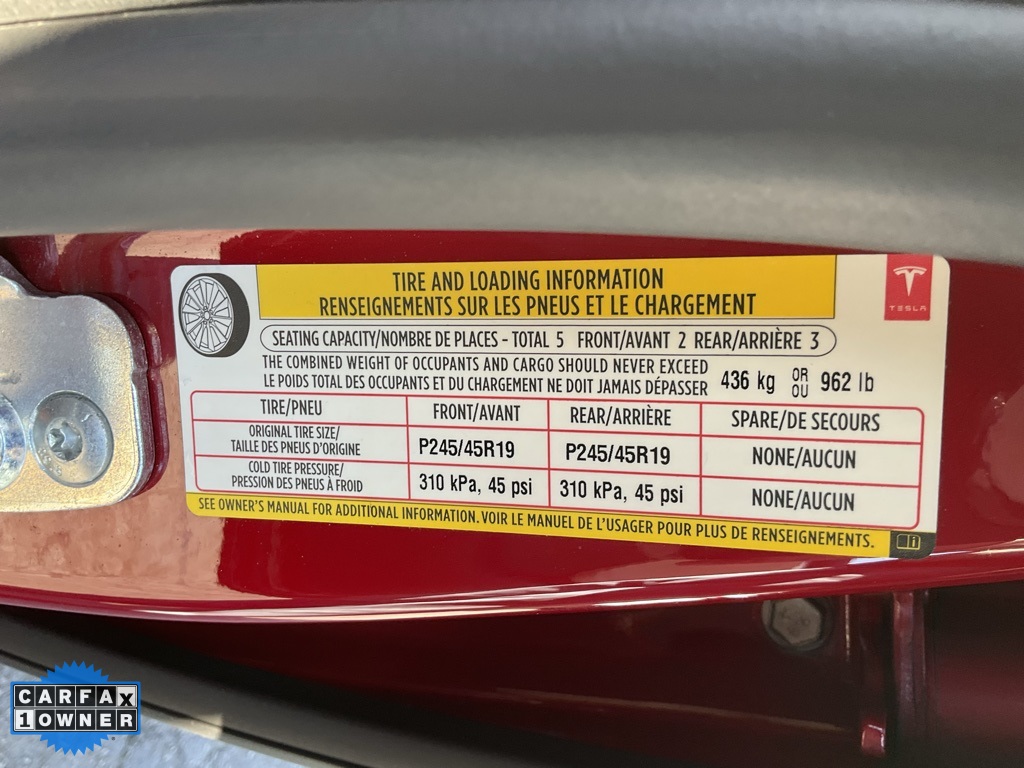 TIRE AND LOADING INFORMATION
RENSEIGNEMENTS SUR LES PNEUS ET LE CHARGEMENT
TESLA
SEATING CAPACITY/NOMBRE DE PLACES - TOTAL 5 FRONT/AVANT 2 REAR/ARRIÈRE 3
THE COMBINED WEIGHT OF OCCUPANTS AND CARGO SHOULD NEVER EXCEED
LE POIDS TOTAL DES OCCUPANTS ET DU CHARGEMENT NE DOIT JAMAIS DÉPASSER
436 kg OR OU 962 lb
TIRE/PNEU FRONT/AVANT REAR/ARRIÈRE SPARE/DE SECOURS
ORIGINAL TIRE SIZE/
TAILLE DES PNEUS D'ORIGINE
P245/45R19 P245/45R19 NONE/AUCUN
COLD TIRE PRESSURE/
PRESSION DES PNEUS À FROID
310 kPa, 45 psi 310 kPa, 45 psi NONE/AUCUN
SEE OWNER'S MANUAL FOR ADDITIONAL INFORMATION. VOIR LE MANUEL DE L'USAGER POUR PLUS DE RENSEIGNEMENTS.
CARFAX
1 OWNER